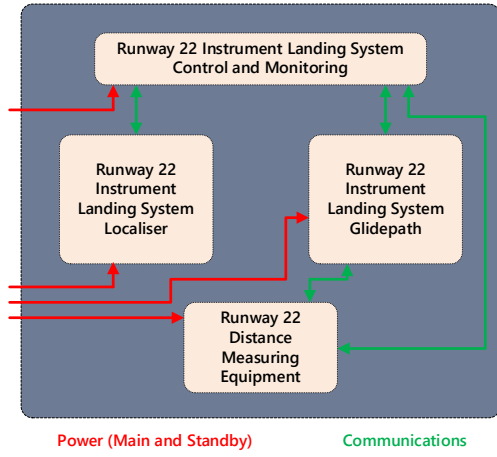 Runway 22 Instrument Landing System
Control and Monitoring
Runway 22
Instrument
Landing System
Localiser
Runway 22
Instrument
Landing System
Glidepath
Runway 22
Distance
Measuring
Equipment
Power (Main and Standby)
Communications